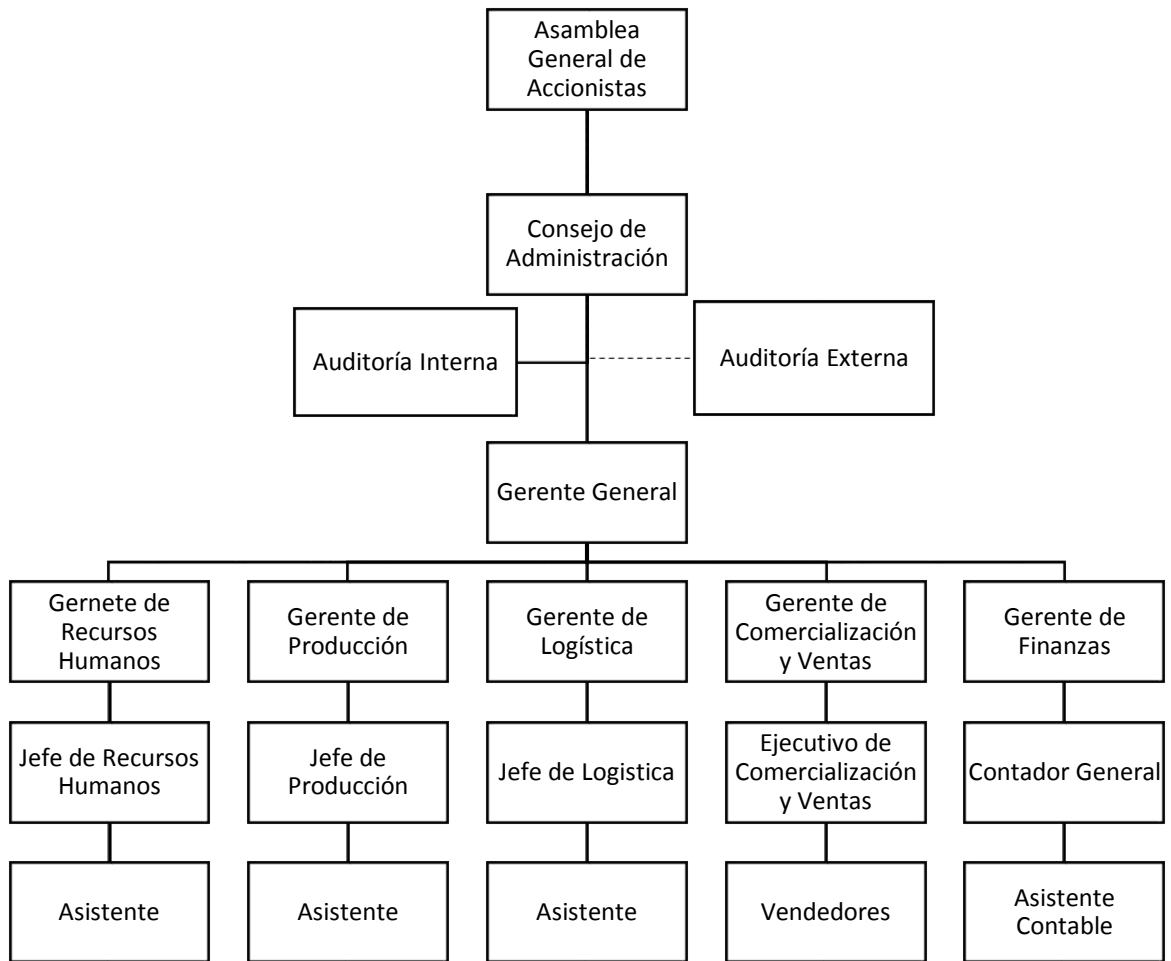 Asamblea
General de
Accionistas
Consejo de
Administración
Auditoría Interna
Auditoría Externa
Gerente General
Gernete de
Recursos
Humanos
Gerente de
Producción
Gerente de
Logística
Gerente de
Comercialización
y Ventas
Gerente de
Finanzas
Jefe de Recursos
Humanos
Jefe de
Producción
Jefe de Logistica
Ejecutivo de
Comercialización
y Ventas
Contador General
Asistente
Asistente
Asistente
Vendedores
Asistente
Contable